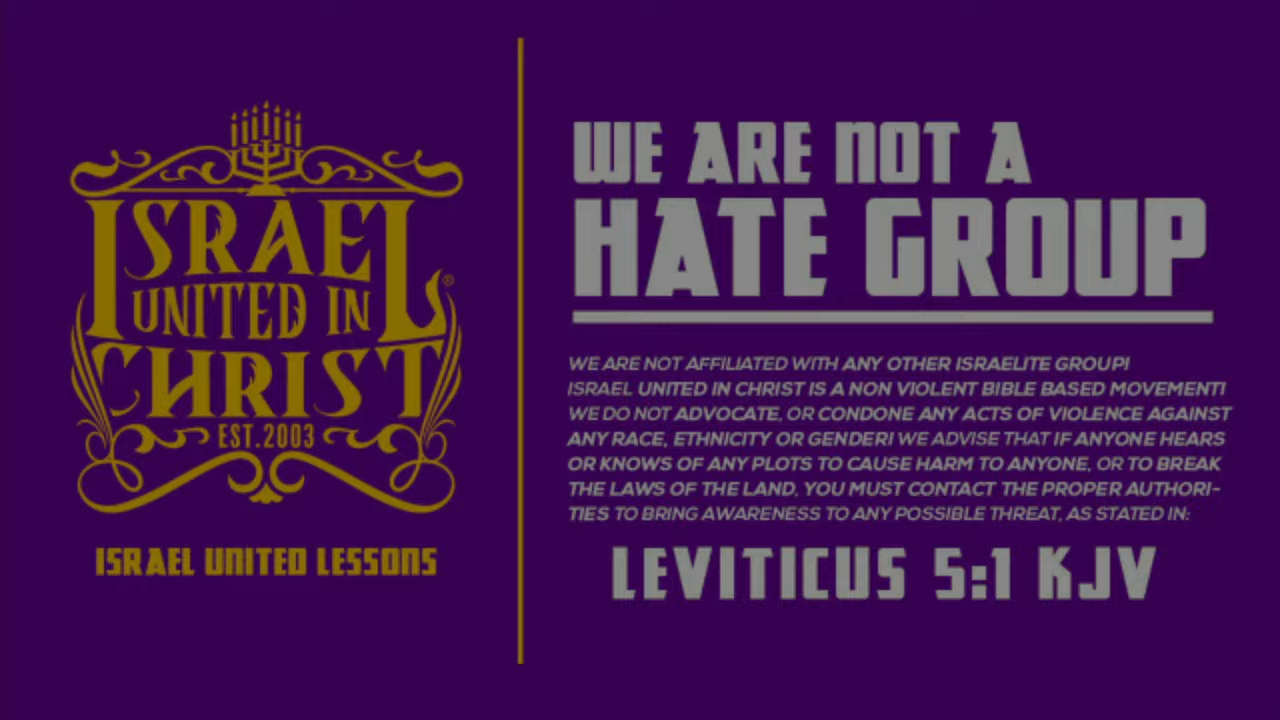 ISRAEL
UNITED IN
CHRIST
EST.2003
®
ISRAEL UNITED LESSONS
WE ARE NOT A
HATE GROUP
WE ARE NOT AFFILIATED WITH ANY OTHER ISRAELITE GROUP!
ISRAEL UNITED IN CHRIST IS A NON VIOLENT BIBLE BASED MOVEMENT!
WE DO NOT ADVOCATE, OR CONDONE ANY ACTS OF VIOLENCE AGAINST
ANY RACE, ETHNICITY OR GENDER! WE ADVISE THAT IF ANYONE HEARS
OR KNOWS OF ANY PLOTS TO CAUSE HARM TO ANYONE, OR TO BREAK
THE LAWS OF THE LAND, YOU MUST CONTACT THE PROPER AUTHORI-
TIES TO BRING AWARENESS TO ANY POSSIBLE THREAT, AS STATED IN:
LEVITICUS 5:1 KJV